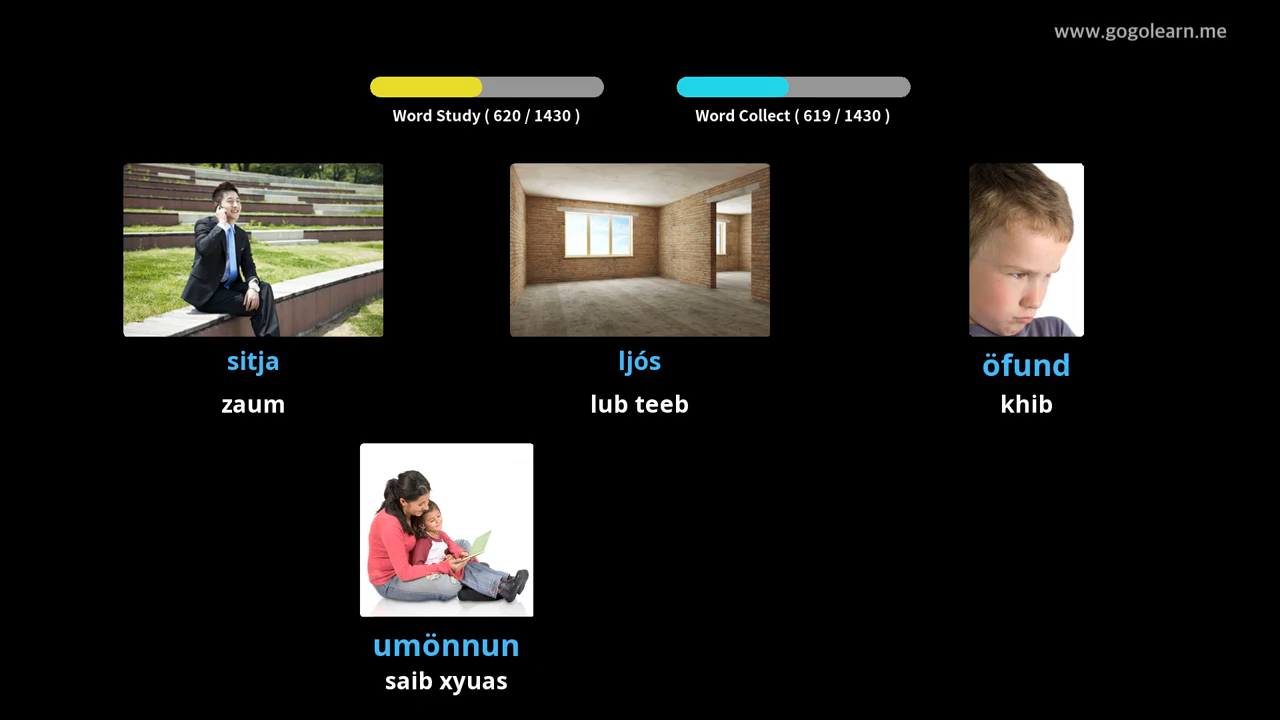 www.gogolearn.me
Word Study ( 620 / 1430 )
Word Collect ( 619 / 1430 )
sitja
ljós
öfund
zaum
lub teeb
khib
umönnun
saib xyuas